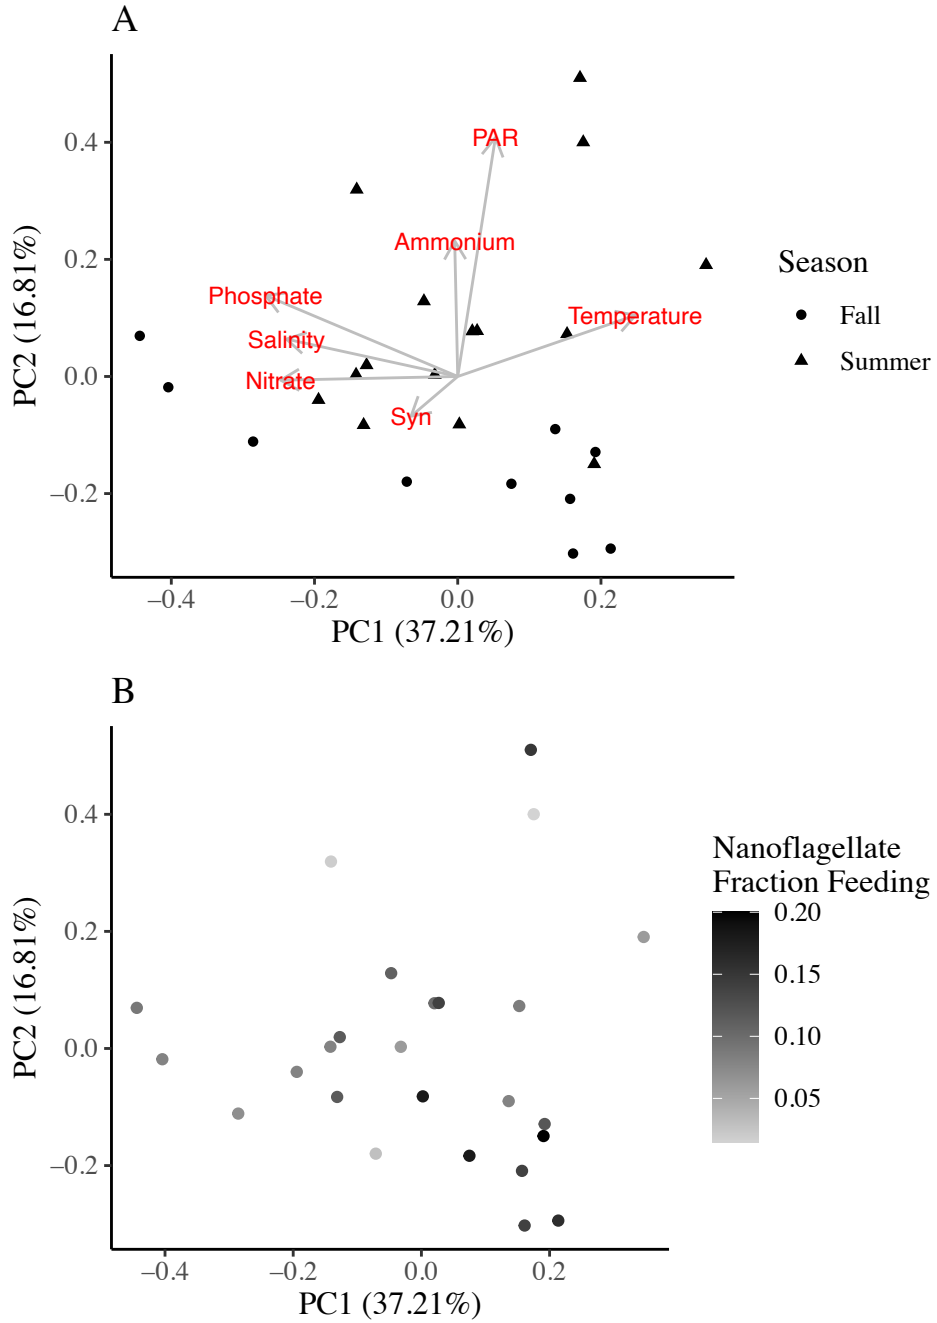 A
PC2 (16.81%)
0.4
0.2
0.0
−0.2
PAR
Ammonium
Phosphate
Temperature
Salinity
Nitrate
Syn
−0.4
−0.2
0.0
0.2
PC1 (37.21%)
Season
Fall
Summer
B
PC2 (16.81%)
0.4
0.2
0.0
−0.2
−0.4
−0.2
0.0
0.2
PC1 (37.21%)
Nanoflagellate
Fraction Feeding
0.20
0.15
0.10
0.05